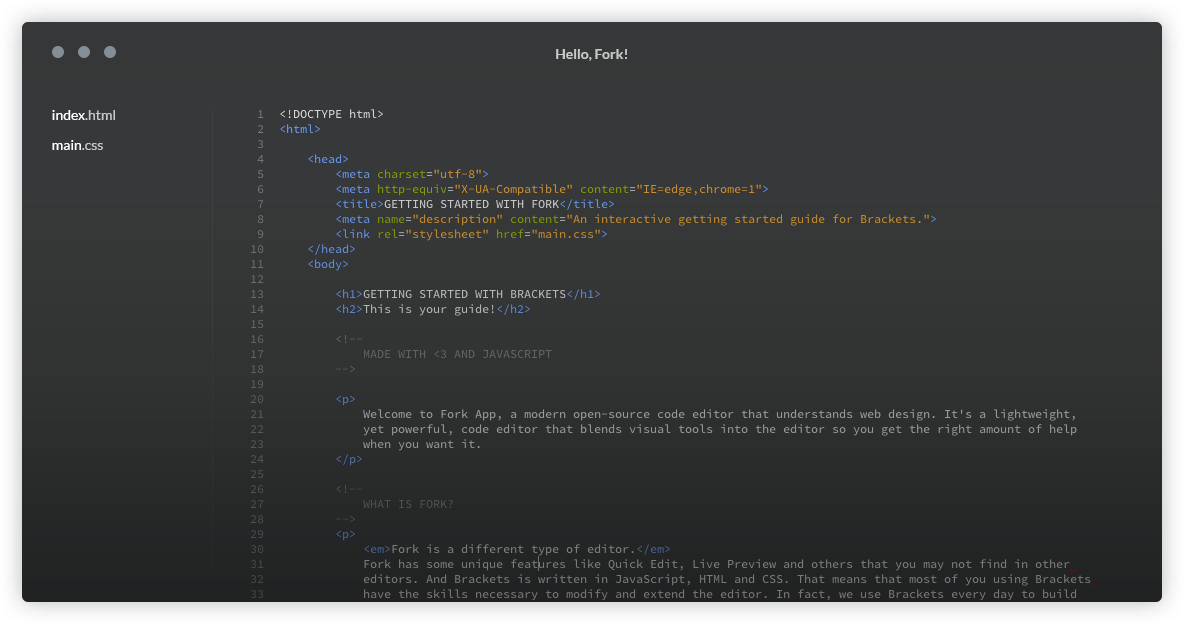 Hello, Fork!
index.html
main.css
1 <!DOCTYPE html>
2 <html>
3
4 <head>
5 <meta charset="utf-8">
6 <meta http-equiv="X-UA-Compatible" content="IE=edge,chrome=1">
7 <title>GETTING STARTED WITH FORK</title>
8 <meta name="description" content="An interactive getting started guide for Brackets.">
9 <link rel="stylesheet" href="main.css">
10 </head>
11 <body>
12
13 <h1>GETTING STARTED WITH BRACKETS</h1>
14 <h2>This is your guide!</h2>
15
16 <!--
17 MADE WITH <3 AND JAVASCRIPT
18 -->
19
20 <p>
21 Welcome to Fork App, a modern open-source code editor that understands web design. It's a lightweight,
22 yet powerful, code editor that blends visual tools into the editor so you get the right amount of help
23 when you want it.
24 </p>
25
26 <!--
27 WHAT IS FORK?
28 -->
29 <p>
30 <em>Fork is a different type of editor.</em>
31 Fork has some unique features like Quick Edit, Live Preview and others that you may not find in other
32 editors. And Brackets is written in JavaScript, HTML and CSS. That means that most of you using Brackets
33 have the skills necessary to modify and extend the editor. In fact, we use Brackets every day to build